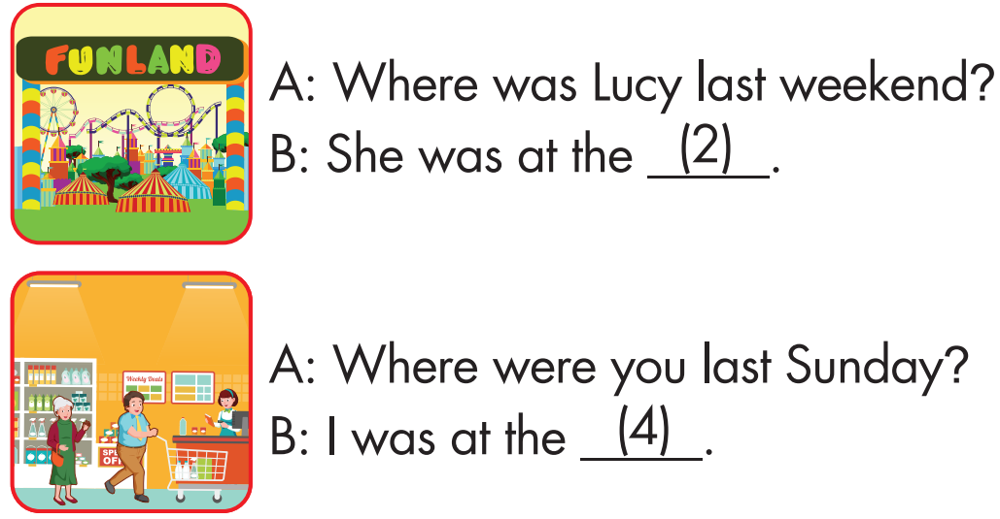 FUNLAND
A: Where was Lucy last weekend?
B: She was at the (2).
Weekly Deals
A: Where were you last Sunday?
B: I was at the (4).